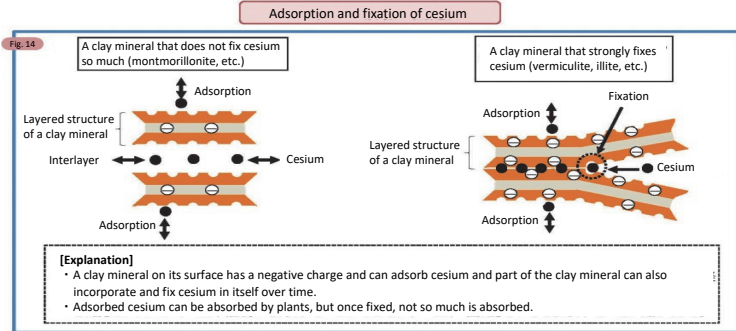 Adsorption and fixation of cesium
Fig. 14
A clay mineral that does not fix cesium
so much (montmorillonite, etc.)
Adsorption
Layered structure
of a clay mineral
Interlayer
Cesium
Adsorption
A clay mineral that strongly fixes
cesium (vermiculite, illite, etc.)
Fixation
Adsorption
Layered structure
of a clay mineral
Cesium
Adsorption
[Explanation]
・A clay mineral on its surface has a negative charge and can adsorb cesium and part of the clay mineral can also
incorporate and fix cesium in itself over time.
・Adsorbed cesium can be absorbed by plants, but once fixed, not so much is absorbed.